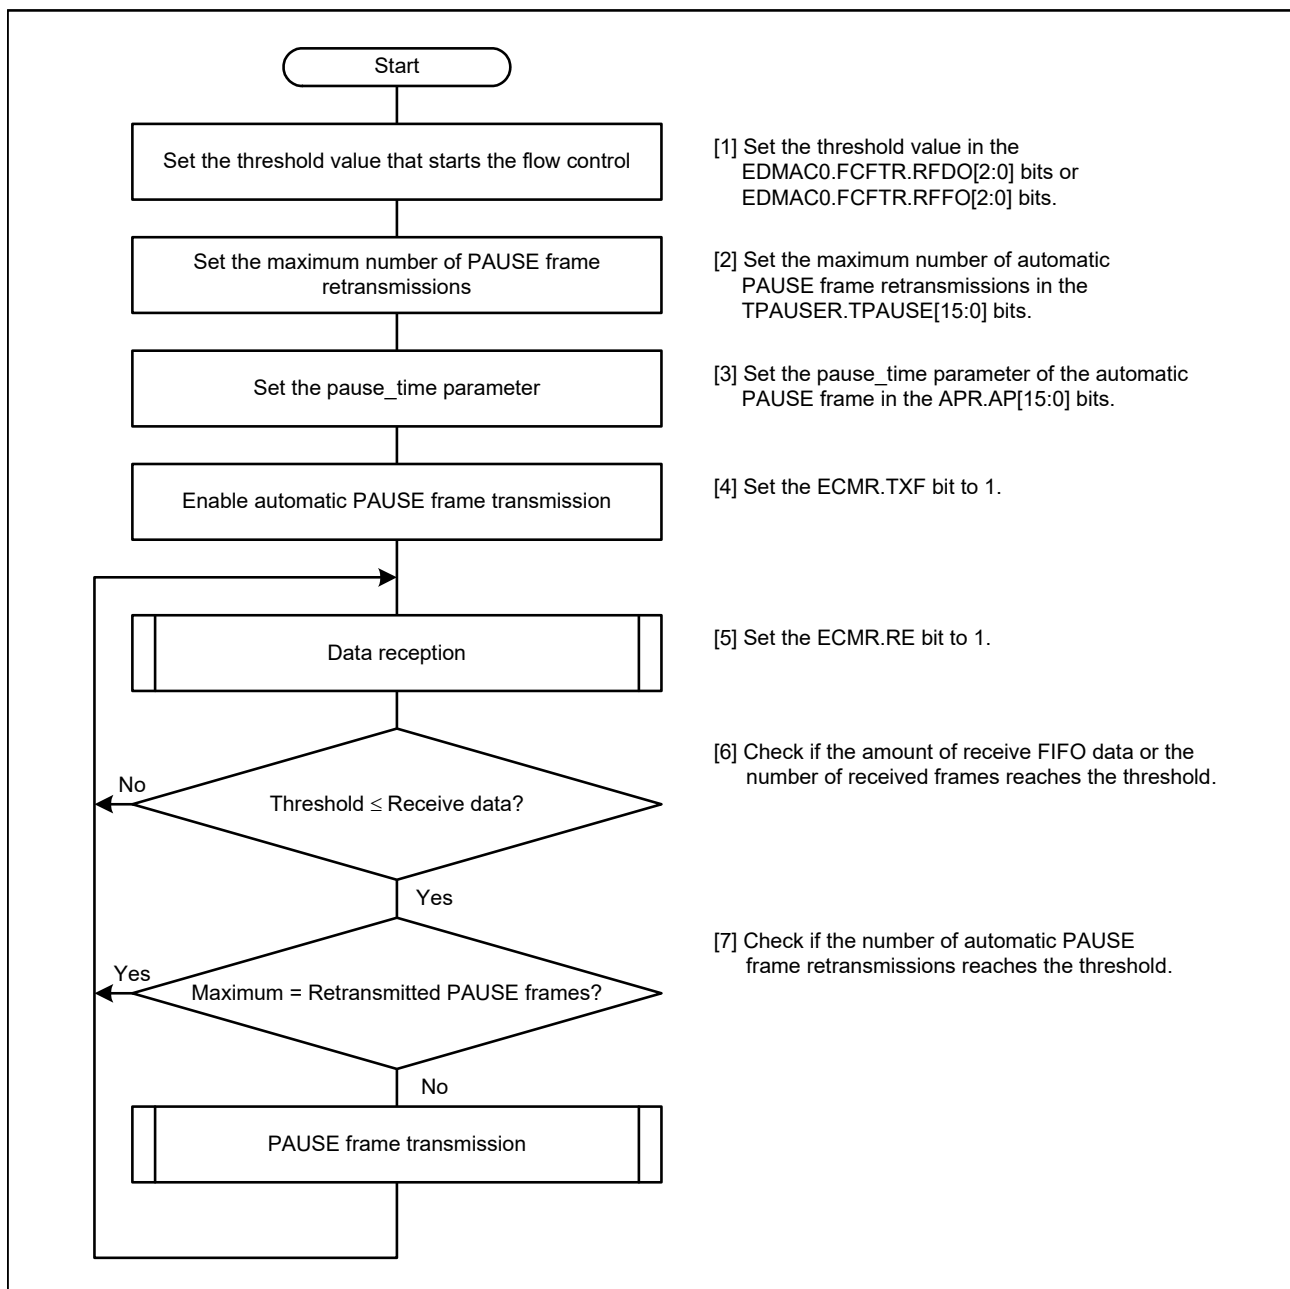 Start
Set the threshold value that starts the flow control
[1] Set the threshold value in the
EDMAC0.FCFTR.RFDO[2:0] bits or
EDMAC0.FCFTR.RFFO[2:0] bits.
Set the maximum number of PAUSE frame
retransmissions
[2] Set the maximum number of automatic
PAUSE frame retransmissions in the
TPAUSER.TPAUSE[15:0] bits.
Set the pause_time parameter
[3] Set the pause_time parameter of the automatic
PAUSE frame in the APR.AP[15:0] bits.
Enable automatic PAUSE frame transmission
[4] Set the ECMR.TXF bit to 1.
Data reception
[5] Set the ECMR.RE bit to 1.
No
Threshold ≤ Receive data?
[6] Check if the amount of receive FIFO data or the
number of received frames reaches the threshold.
Yes
Yes
Maximum = Retransmitted PAUSE frames?
[7] Check if the number of automatic PAUSE
frame retransmissions reaches the threshold.
No
PAUSE frame transmission